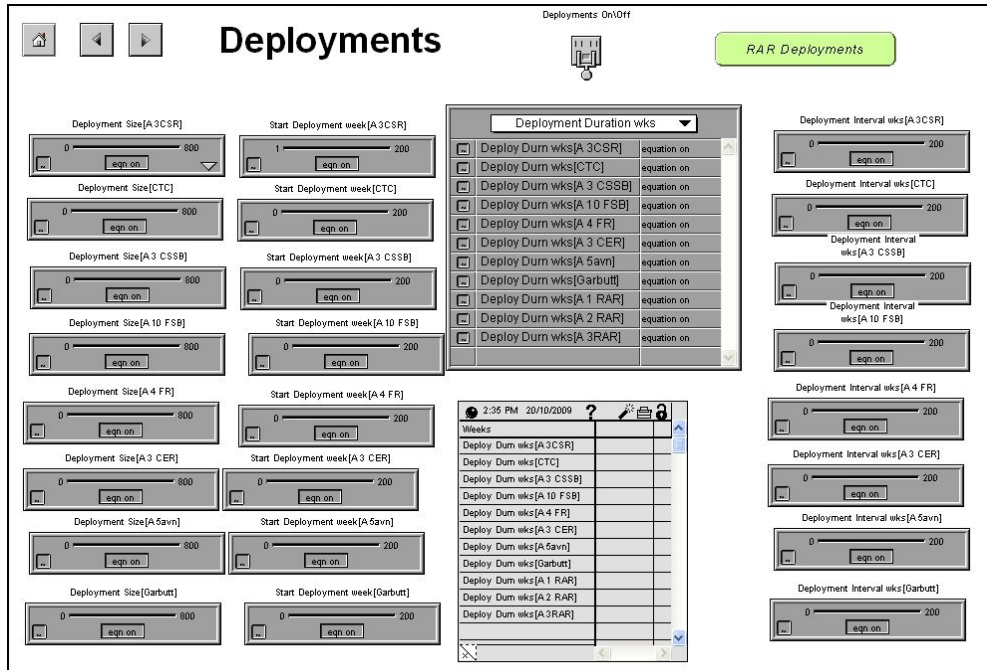 Deployments On\Off
Deployments
RAR Deployments
Deployment Size[A 3CSR]
0 800
eqn on
Deployment Size[CTC]
0 800
eqn on
Deployment Size[A3 CSSB]
0 800
eqn on
Deployment Size[A 10 FSB]
0 800
eqn on
Deployment Size[A 4 FR]
0 800
eqn on
Deployment Size[A 3 CER]
0 800
eqn on
Deployment Size[A 5avn]
0 800
eqn on
Deployment Size[Garbutt]
0 800
eqn on
Start Deployment week[A 3CSR]
1 200
eqn on
Start Deployment week[CTC]
0 200
eqn on
Start Deployment week[A 3 CSSB]
0 200
eqn on
Start Deployment week[A 10 FSB]
0 200
eqn on
Start Deployment week[A 4 FR]
0 200
eqn on
Start Deployment week[A 3 CER]
0 200
eqn on
Start Deployment week[A 5avn]
0 200
eqn on
Start Deployment week[Garbutt]
0 200
eqn on
Deployment Duration wks
Deploy Durn wks[A 3CSR] equation on
Deploy Durn wks[CTC] equation on
Deploy Durn wks[A 3 CSSB] equation on
Deploy Durn wks[A 10 FSB] equation on
Deploy Durn wks[A 4 FR] equation on
Deploy Durn wks[A 3 CER] equation on
Deploy Durn wks[A 5avn] equation on
Deploy Durn wks[Garbutt] equation on
Deploy Durn wks[A 1 RAR] equation on
Deploy Durn wks[A 2 RAR] equation on
Deploy Durn wks[A 3RAR] equation on
2:35 PM 20/10/2009 ?
Weeks
Deploy Durn wks[A 3CSR]
Deploy Durn wks[CTC]
Deploy Durn wks[A 3 CSSB]
Deploy Durn wks[A 10 FSB]
Deploy Durn wks[A 4 FR]
Deploy Durn wks[A 3 CER]
Deploy Durn wks[A 5avn]
Deploy Durn wks[Garbutt]
Deploy Durn wks[A 1 RAR]
Deploy Durn wks[A 2 RAR]
Deploy Durn wks[A 3RAR]
Deployment Interval wks[A 3CSR]
0 200
eqn on
Deployment Interval wks[CTC]
0 200
eqn on
Deployment Interval
wks[A 3 CSSB]
0 200
eqn on
Deployment Interval
wks[A 10 FSB]
0 200
eqn on
Deployment Interval wks[A 4 FR]
0 200
eqn on
Deployment Interval wks[A 3 CER]
0 200
eqn on
Deployment Interval wks[A 5avn]
0 200
eqn on
Deployment Interval wks[Garbutt]
0 200
eqn on